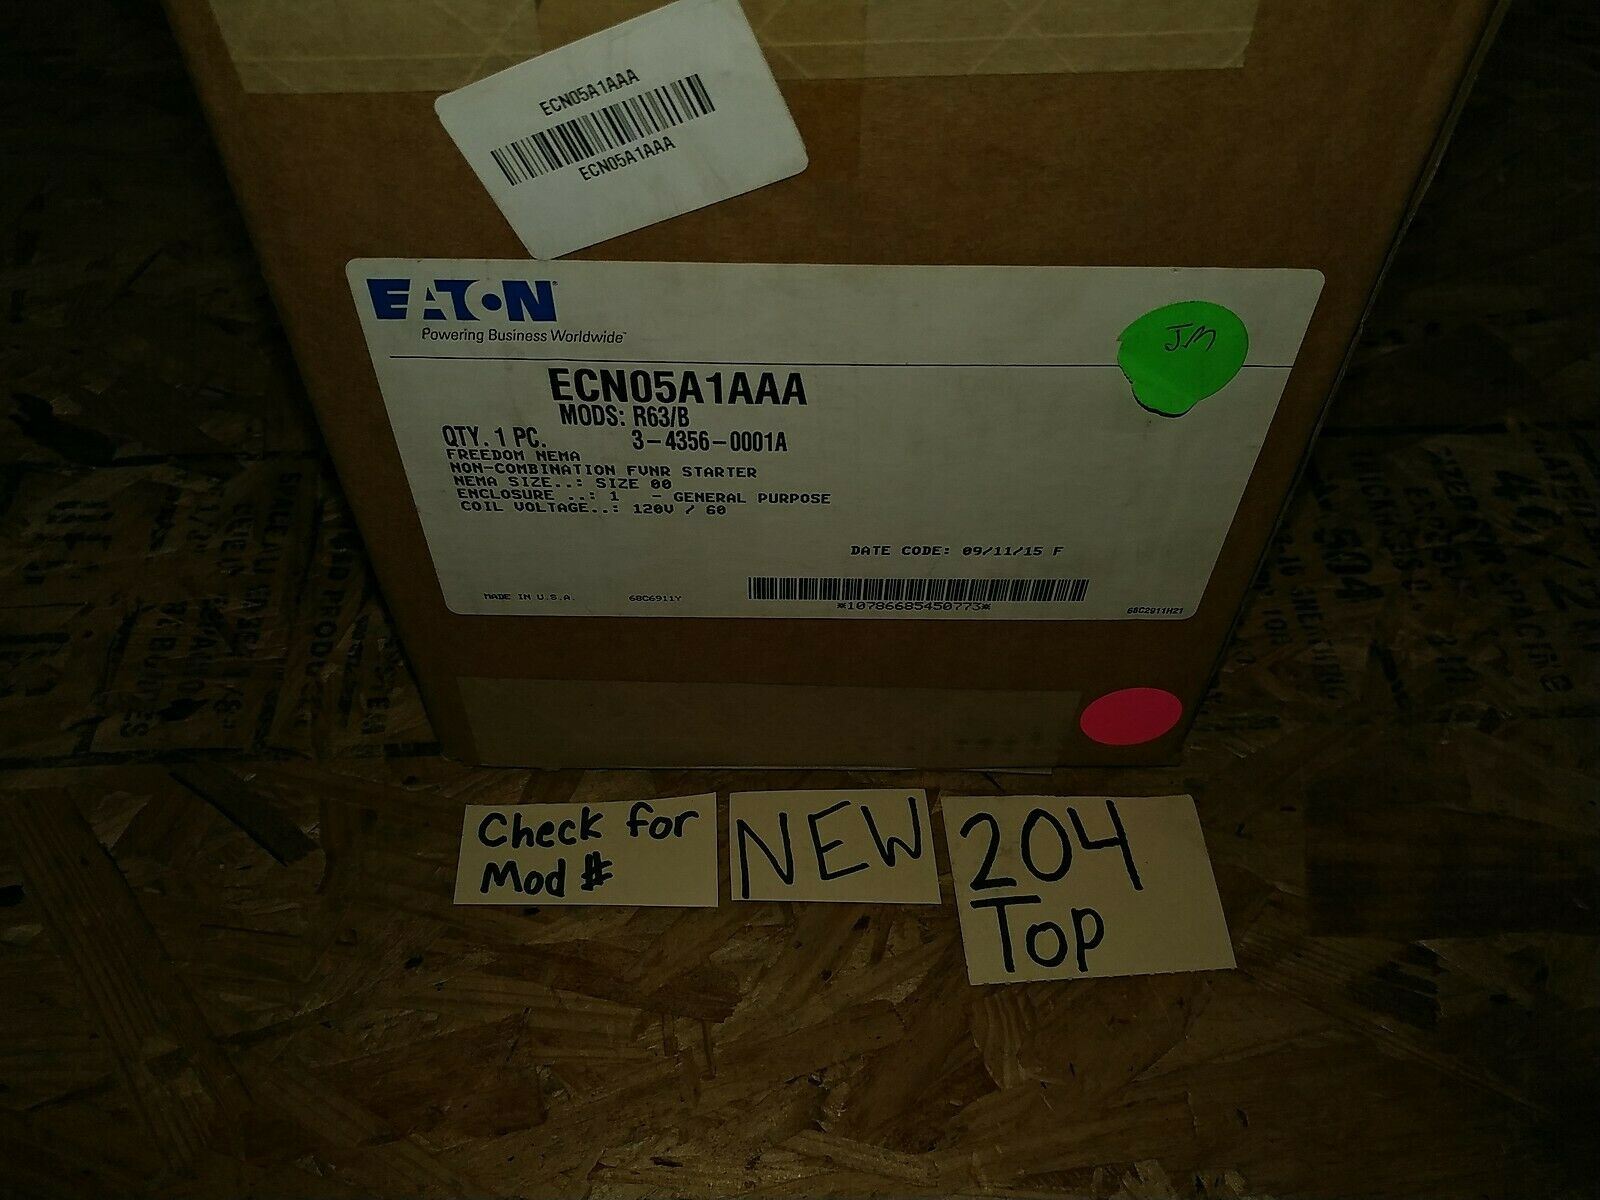 ECN05A1AAA
ECN05A1AAA
EATON
Powering Business Worldwide™
JM
ECN05A1AAA
MODS: R63/B
QTY. 1 PC. 3-4356-0001A
FREEDOM NEMA
NON-COMBINATION FVNR STARTER
NEMA SIZE..: SIZE 00
ENCLOSURE ..: 1 - GENERAL PURPOSE
COIL VOLTAGE..: 120V / 60
DATE CODE: 09/11/15 F
MADE IN U.S.A. 68C6911Y
*10786685450773*
68C2911H21
Check for
Mod #
NEW
204
Top